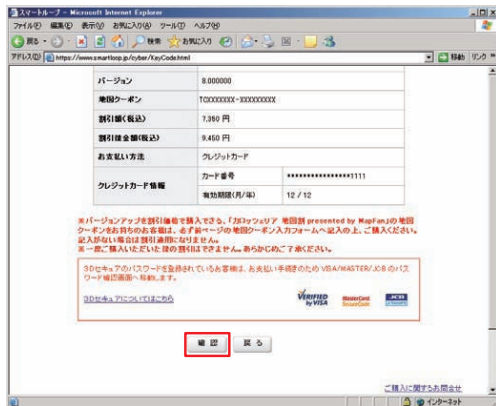 スマートループ - Microsoft Internet Explorer
ファイル(F) 編集(E) 表示(V) お気に入り(A) ツール(T) ヘルプ(H)
戻る 検索 お気に入り
アドレス(D) https://www.smartloop.jp/cyber/KeyCode.html 移動 リンク
バージョン 8.000000
地図クーポン
割引額(税込) 7,350 円
割引後金額(税込) 9,450 円
お支払い方法 クレジットカード
クレジットカード情報 カード番号 ****************1111
有効期限(月/年) 12 / 12
※バージョンアップを割引価格で購入できる、「カロッツェリア 地図割 presented by MapFan」の地図
クーポンをお持ちのお客様は、必ず前ページの地図クーポン入力フォームへ記入の上、ご購入ください。
記入がない場合は割引適用になりません。
※一度ご購入いただいた後の割引はできません。あらかじめご了承ください。
3Dセキュアのパスワードを登録されているお客様は、お支払い手続きのため VISA/MASTER/JCB のパス
ワード確認画面へ移動します。
3Dセキュアについてはこちら
VERIFIED by VISA MasterCard SecureCode JCB
確 認 戻 る
ご購入に関するお問合せ
インターネット